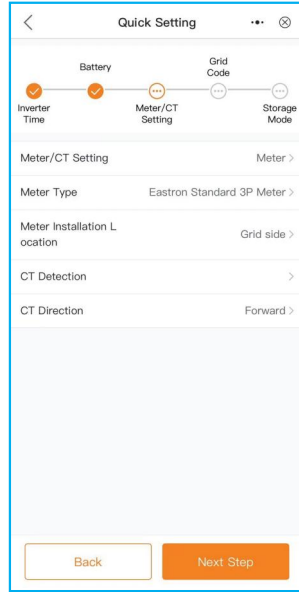 Quick Setting
Battery
Grid
Code
Inverter
Time
Meter/CT
Setting
Storage
Mode
Meter/CT Setting Meter
Meter Type Eastron Standard 3P Meter
Meter Installation L
ocation
Grid side
CT Detection
CT Direction Forward
Back Next Step